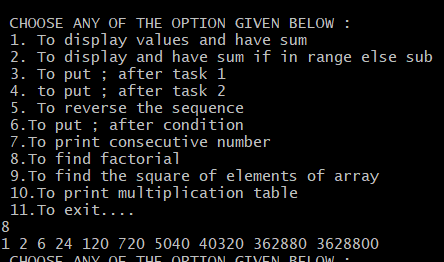 CHOOSE ANY OF THE OPTION GIVEN BELOW :
1. To display values and have sum
2. To display and have sum if in range else sub
3. To put ; after task 1
4. to put ; after task 2
5. To reverse the sequence
6.To put ; after condition
7.To print consecutive number
8.To find factorial
9.To find the square of elements of array
10.To print multiplication table
11.To exit....
8
1 2 6 24 120 720 5040 40320 362880 3628800
CHOOSE ANY OF THE OPTION GIVEN BELOW :